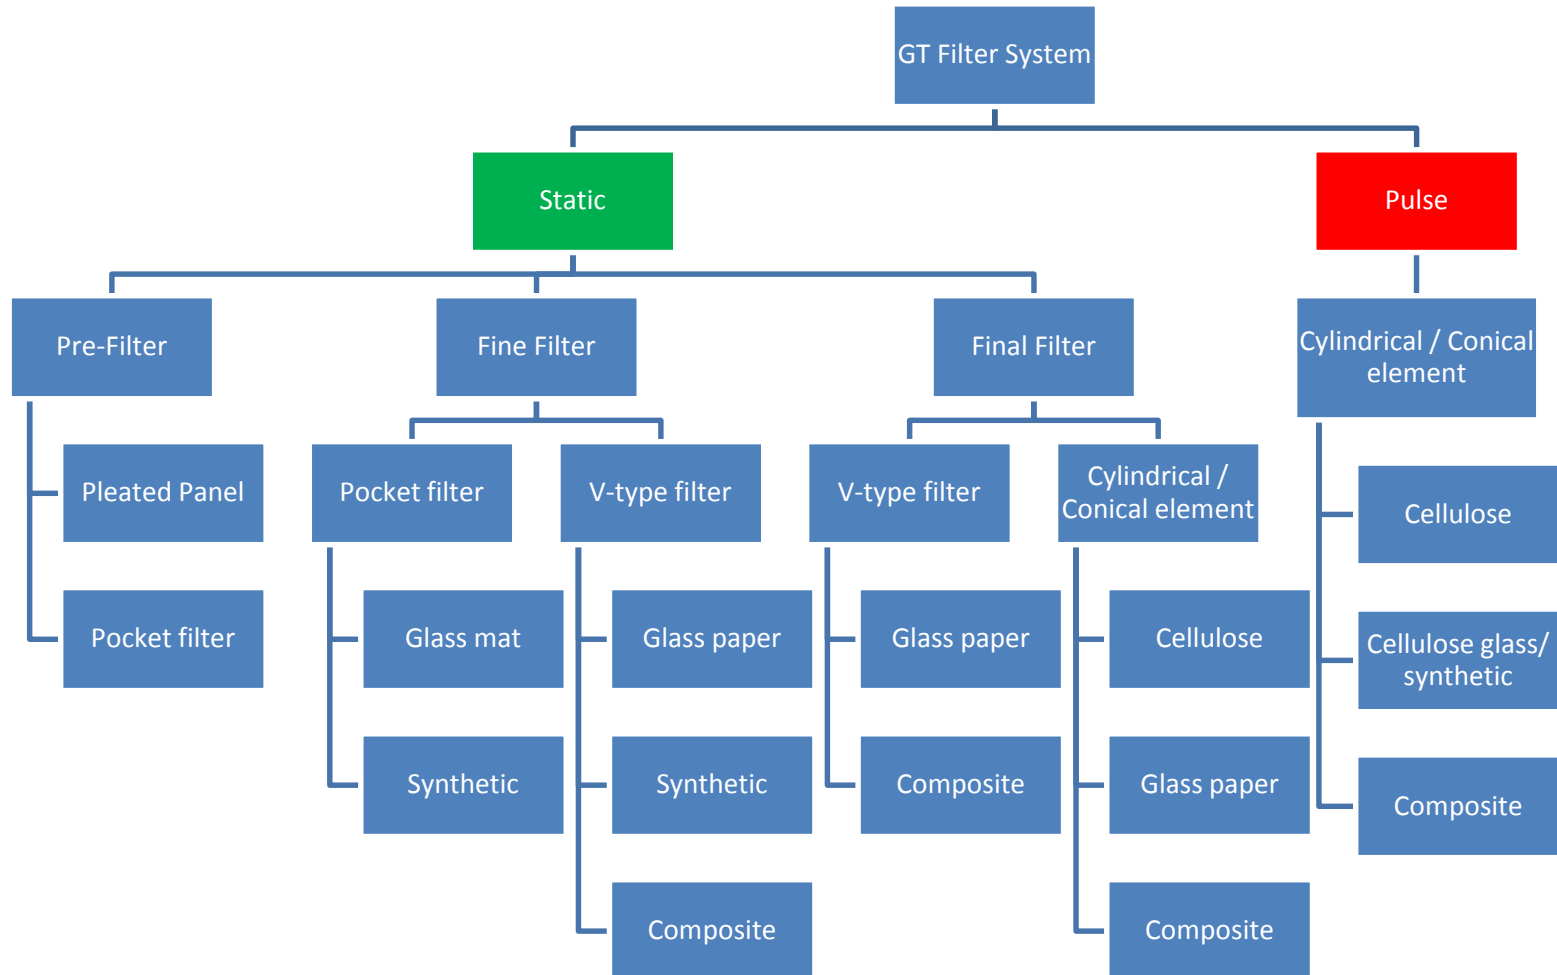 GT Filter System
Static
Pulse
Pre-Filter
Fine Filter
Final Filter
Cylindrical / Conical
element
Pleated Panel
Pocket filter
Pocket filter
Glass mat
Synthetic
V-type filter
Glass paper
Synthetic
Composite
V-type filter
Glass paper
Composite
Cylindrical /
Conical element
Cellulose
Glass paper
Composite
Cellulose
Cellulose glass/
synthetic
Composite